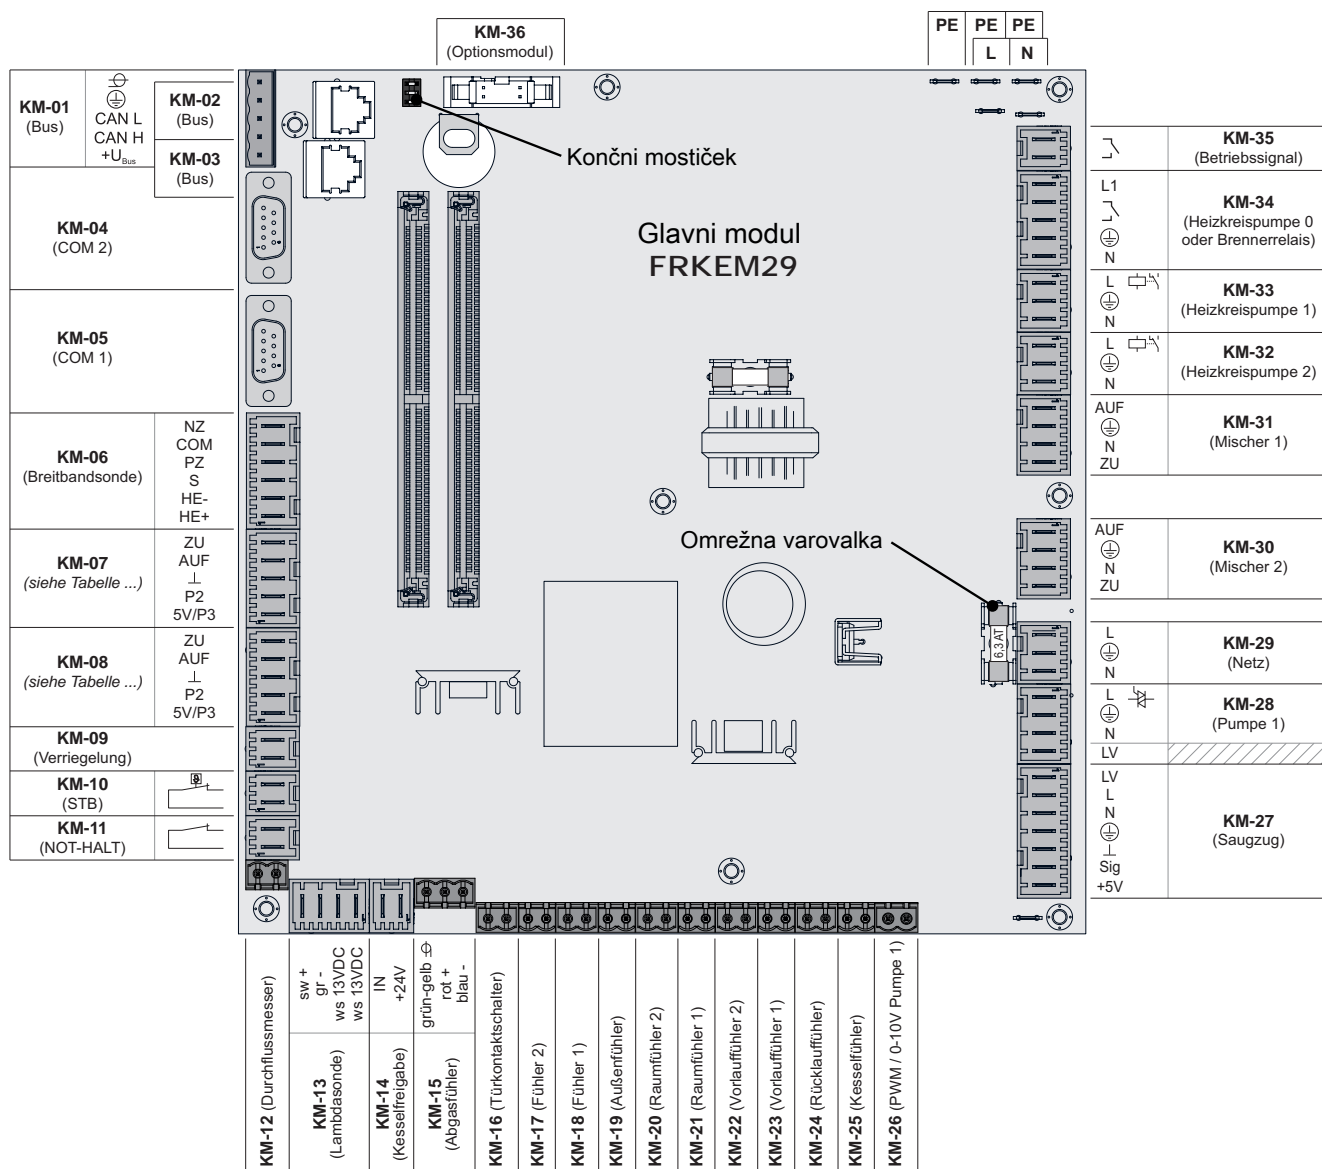 KM-36
(Optionsmodul)
PE PE PE
L N
KM-01
(Bus)
CAN L
CAN H
+UBus
KM-02
(Bus)
KM-03
(Bus)
KM-04
(COM 2)
KM-05
(COM 1)
KM-06
(Breitbandsonde)
NZ
COM
PZ
S
HE-
HE+
KM-07
(siehe Tabelle ...)
ZU
AUF
P2
5V/P3
KM-08
(siehe Tabelle ...)
ZU
AUF
P2
5V/P3
KM-09
(Verriegelung)
KM-10
(STB)
KM-11
(NOT-HALT)
Končni mostiček
Glavni modul
FRKEM29
Omrežna varovalka
6,3 AT
KM-35
(Betriebssignal)
L1
N
KM-34
(Heizkreispumpe 0
oder Brennerrelais)
L
N
KM-33
(Heizkreispumpe 1)
L
N
KM-32
(Heizkreispumpe 2)
AUF
N
ZU
KM-31
(Mischer 1)
AUF
N
ZU
KM-30
(Mischer 2)
L
N
KM-29
(Netz)
L
N
LV
KM-28
(Pumpe 1)
LV
L
N
Sig
+5V
KM-27
(Saugzug)
KM-12 (Durchflussmesser)
sw +
gr -
ws 13VDC
ws 13VDC
KM-13
(Lambdasonde)
IN
+24V
KM-14
(Kesselfreigabe)
grün-gelb
rot +
blau -
KM-15
(Abgasfühler)
KM-16 (Türkontaktschalter)
KM-17 (Fühler 2)
KM-18 (Fühler 1)
KM-19 (Außenfühler)
KM-20 (Raumfühler 2)
KM-21 (Raumfühler 1)
KM-22 (Vorlauffühler 2)
KM-23 (Vorlauffühler 1)
KM-24 (Rücklauffühler)
KM-25 (Kesselfühler)
KM-26 (PWM / 0-10V Pumpe 1)